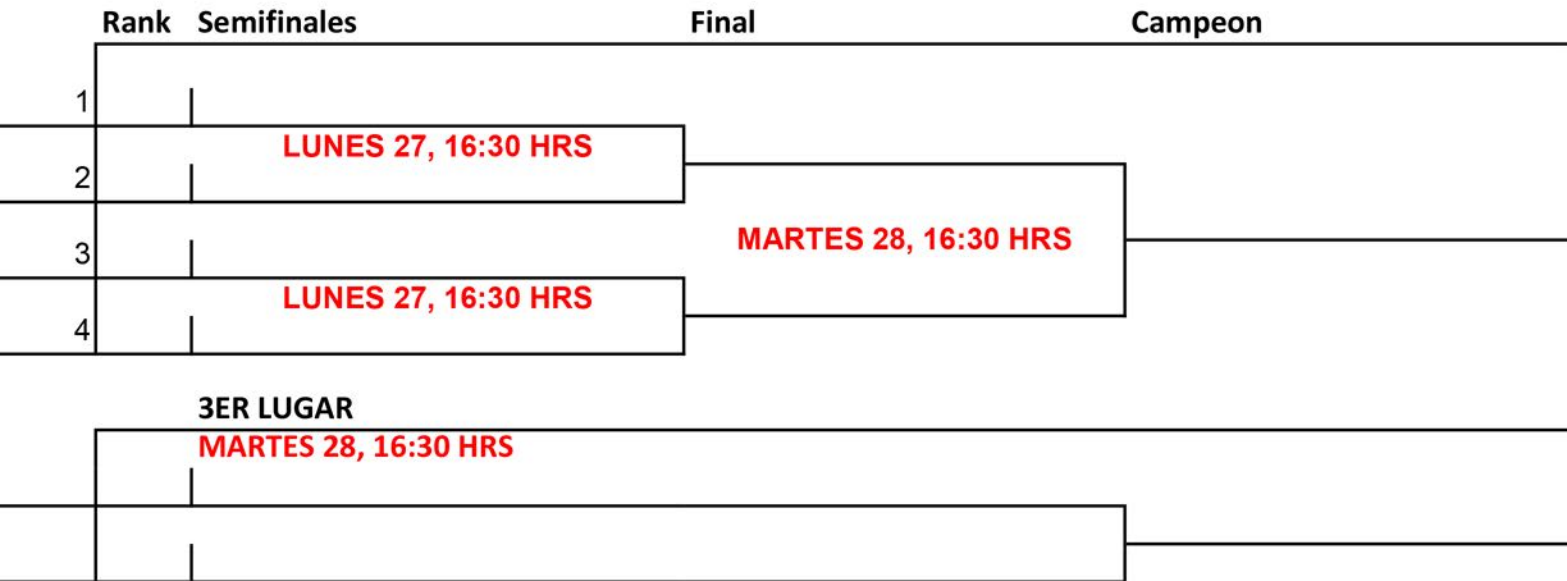 Rank Semifinales Final Campeon
1
LUNES 27, 16:30 HRS
2
MARTES 28, 16:30 HRS
3
LUNES 27, 16:30 HRS
4
3ER LUGAR
MARTES 28, 16:30 HRS